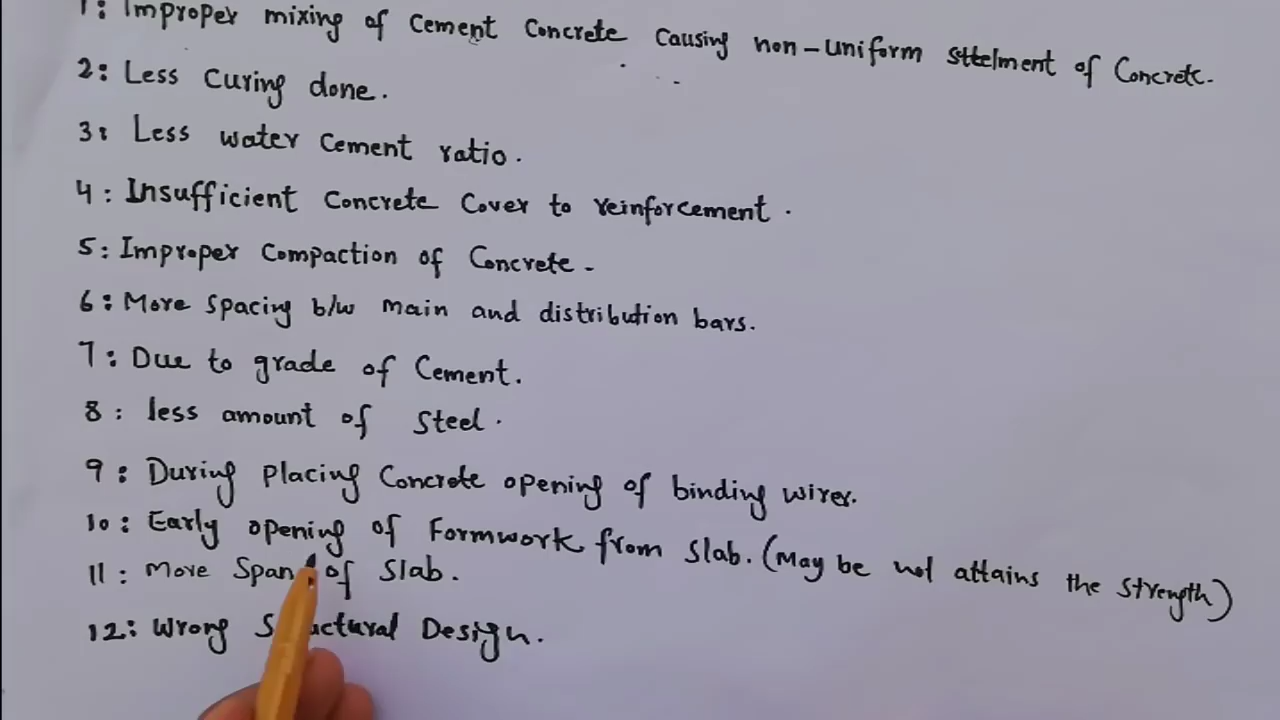 1: Improper mixing of Cement Concrete causing non-uniform sttelment of Concrete.
2: Less Curing done.
3: Less water Cement ratio.
4: Insufficient Concrete Cover to reinforcement.
5: Improper Compaction of Concrete.
6: More spacing b/w main and distribution bars.
7: Due to grade of Cement.
8: less amount of Steel.
9: During placing Concrete opening of binding wires.
10: Early opening of Formwork from slab. (May be not attains the strength)
11: More Span of Slab.
12: Wrong Structural Design.